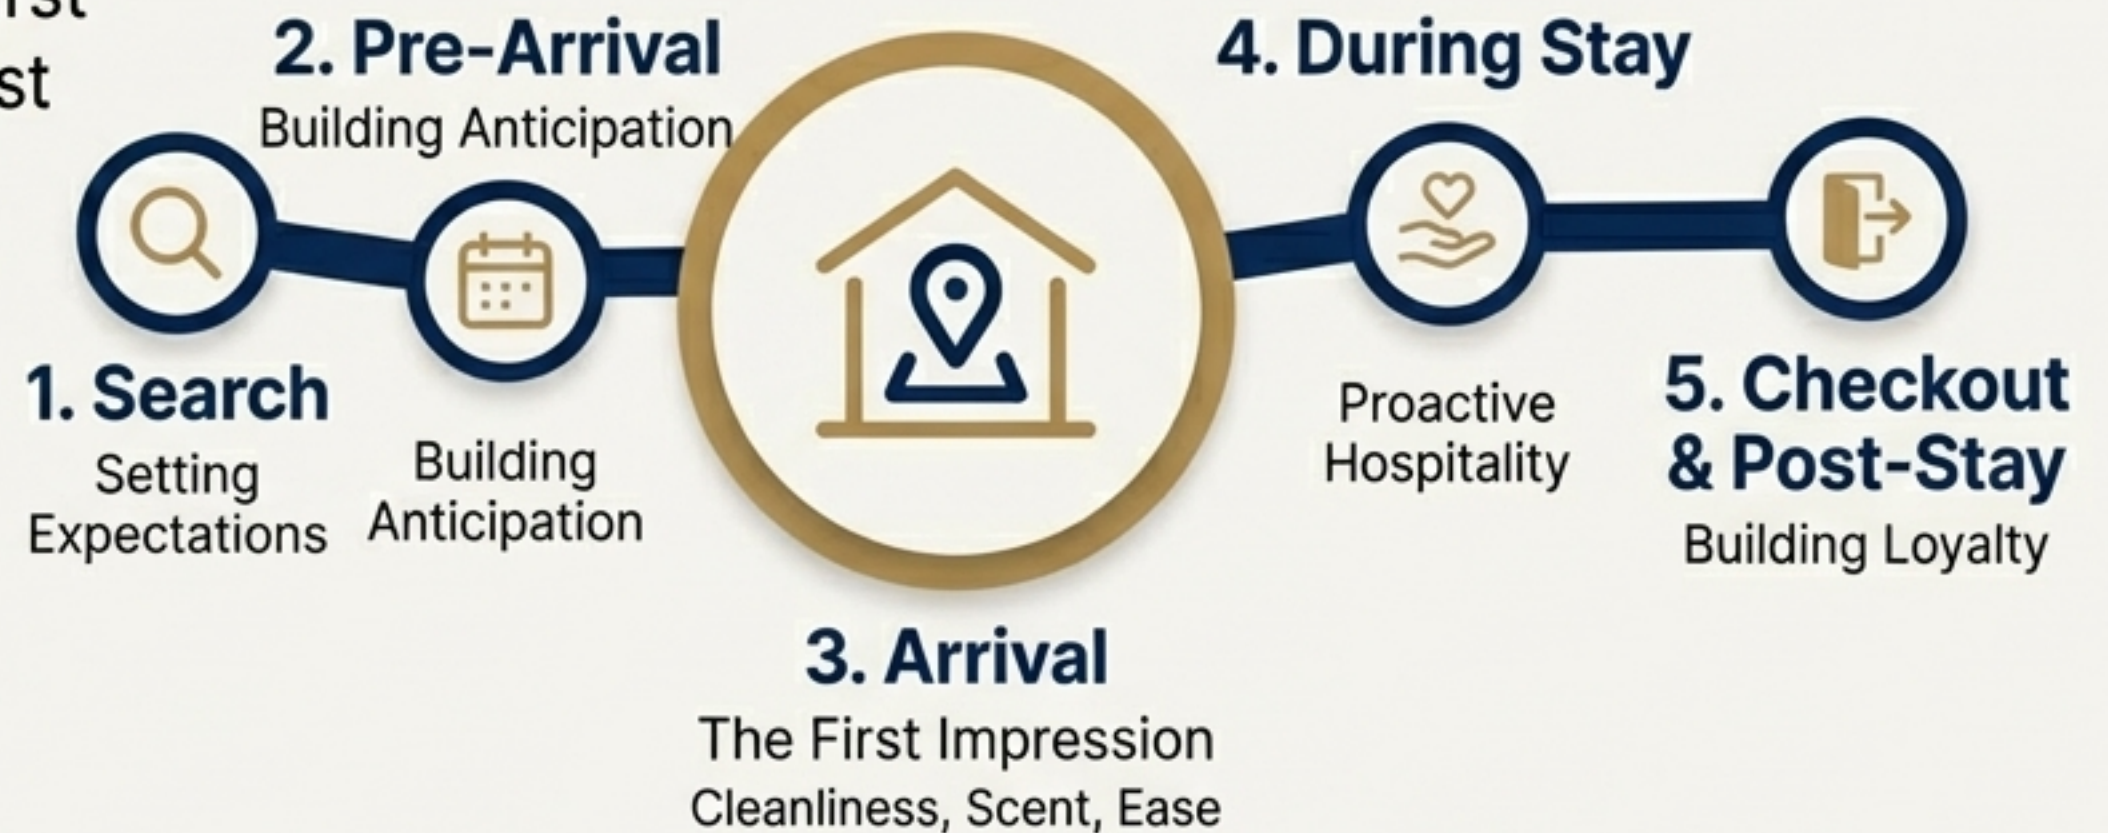 st
2. Pre-Arrival
Building Anticipation
1. Search
Setting
Expectations
Building
Anticipation
3. Arrival
The First Impression
Cleanliness, Scent, Ease
4. During Stay
Proactive
Hospitality
5. Checkout
& Post-Stay
Building Loyalty